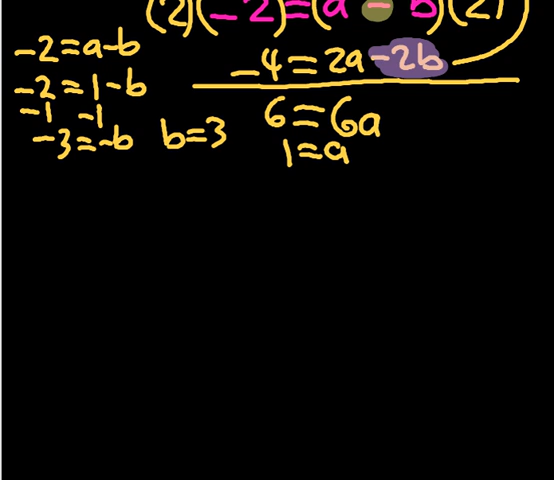 (2)(-2)=(a-b)(2)
-4=2a-2b
6=6a
1=a
-2=a-b
-2=1-b
-1 -1
-3=-b b=3